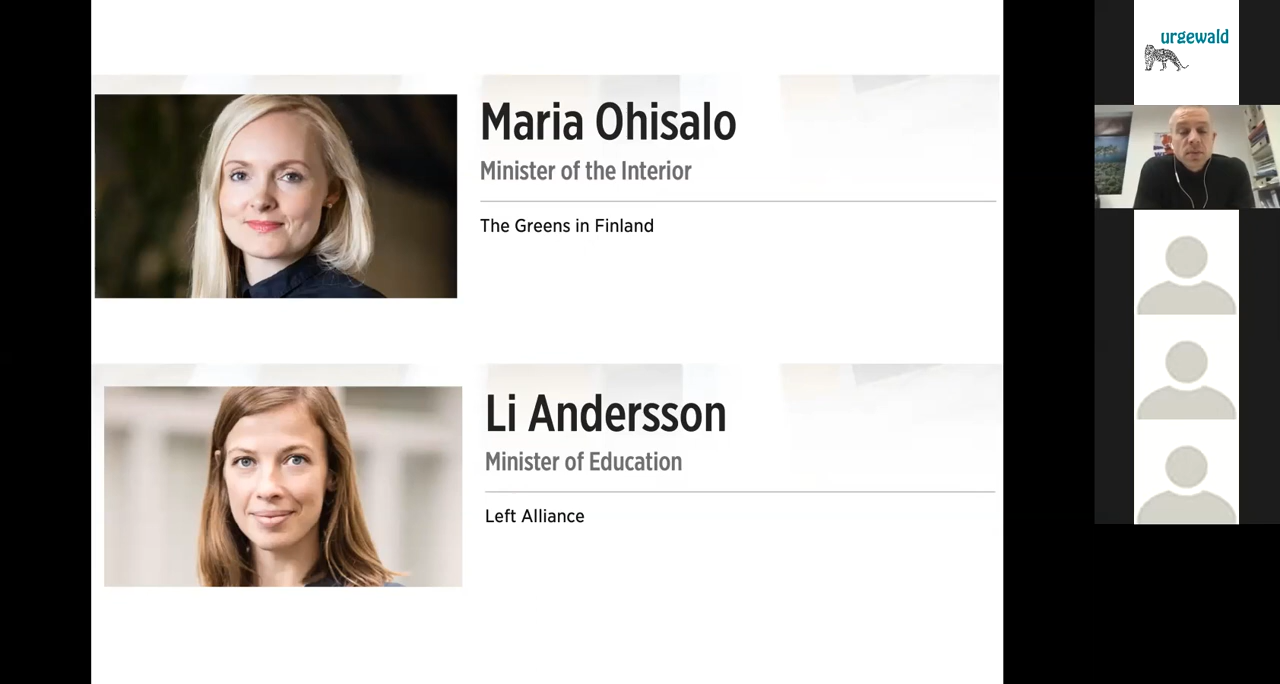 Maria Ohisalo
Minister of the Interior
The Greens in Finland
Li Andersson
Minister of Education
Left Alliance
urgewald